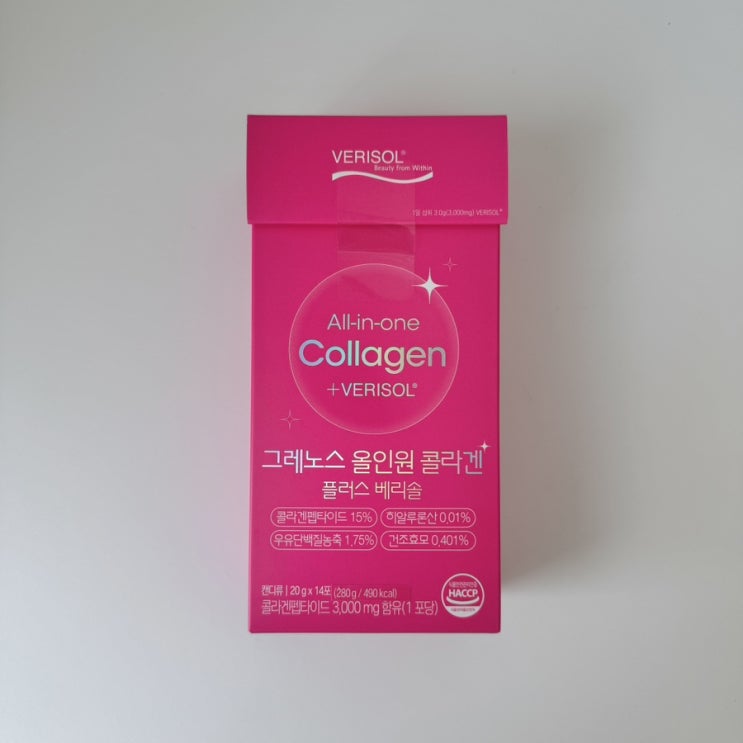 VERISOL®
Beauty from Within
섭취 3.0g(3,000mg) VERISOL®
All-in-one
Collagen
+VERISOL®
그레노스 올인원 콜라겐
플러스 베리솔
콜라겐펩타이드 15% 히알루론산 0.01%
우유단백질농축 1.75% 건조효모 0.401%
캔디류 | 20g x 14포 (280g / 490 kcal)
콜라겐펩타이드 3,000 mg 함유(1 포당)
HACCP